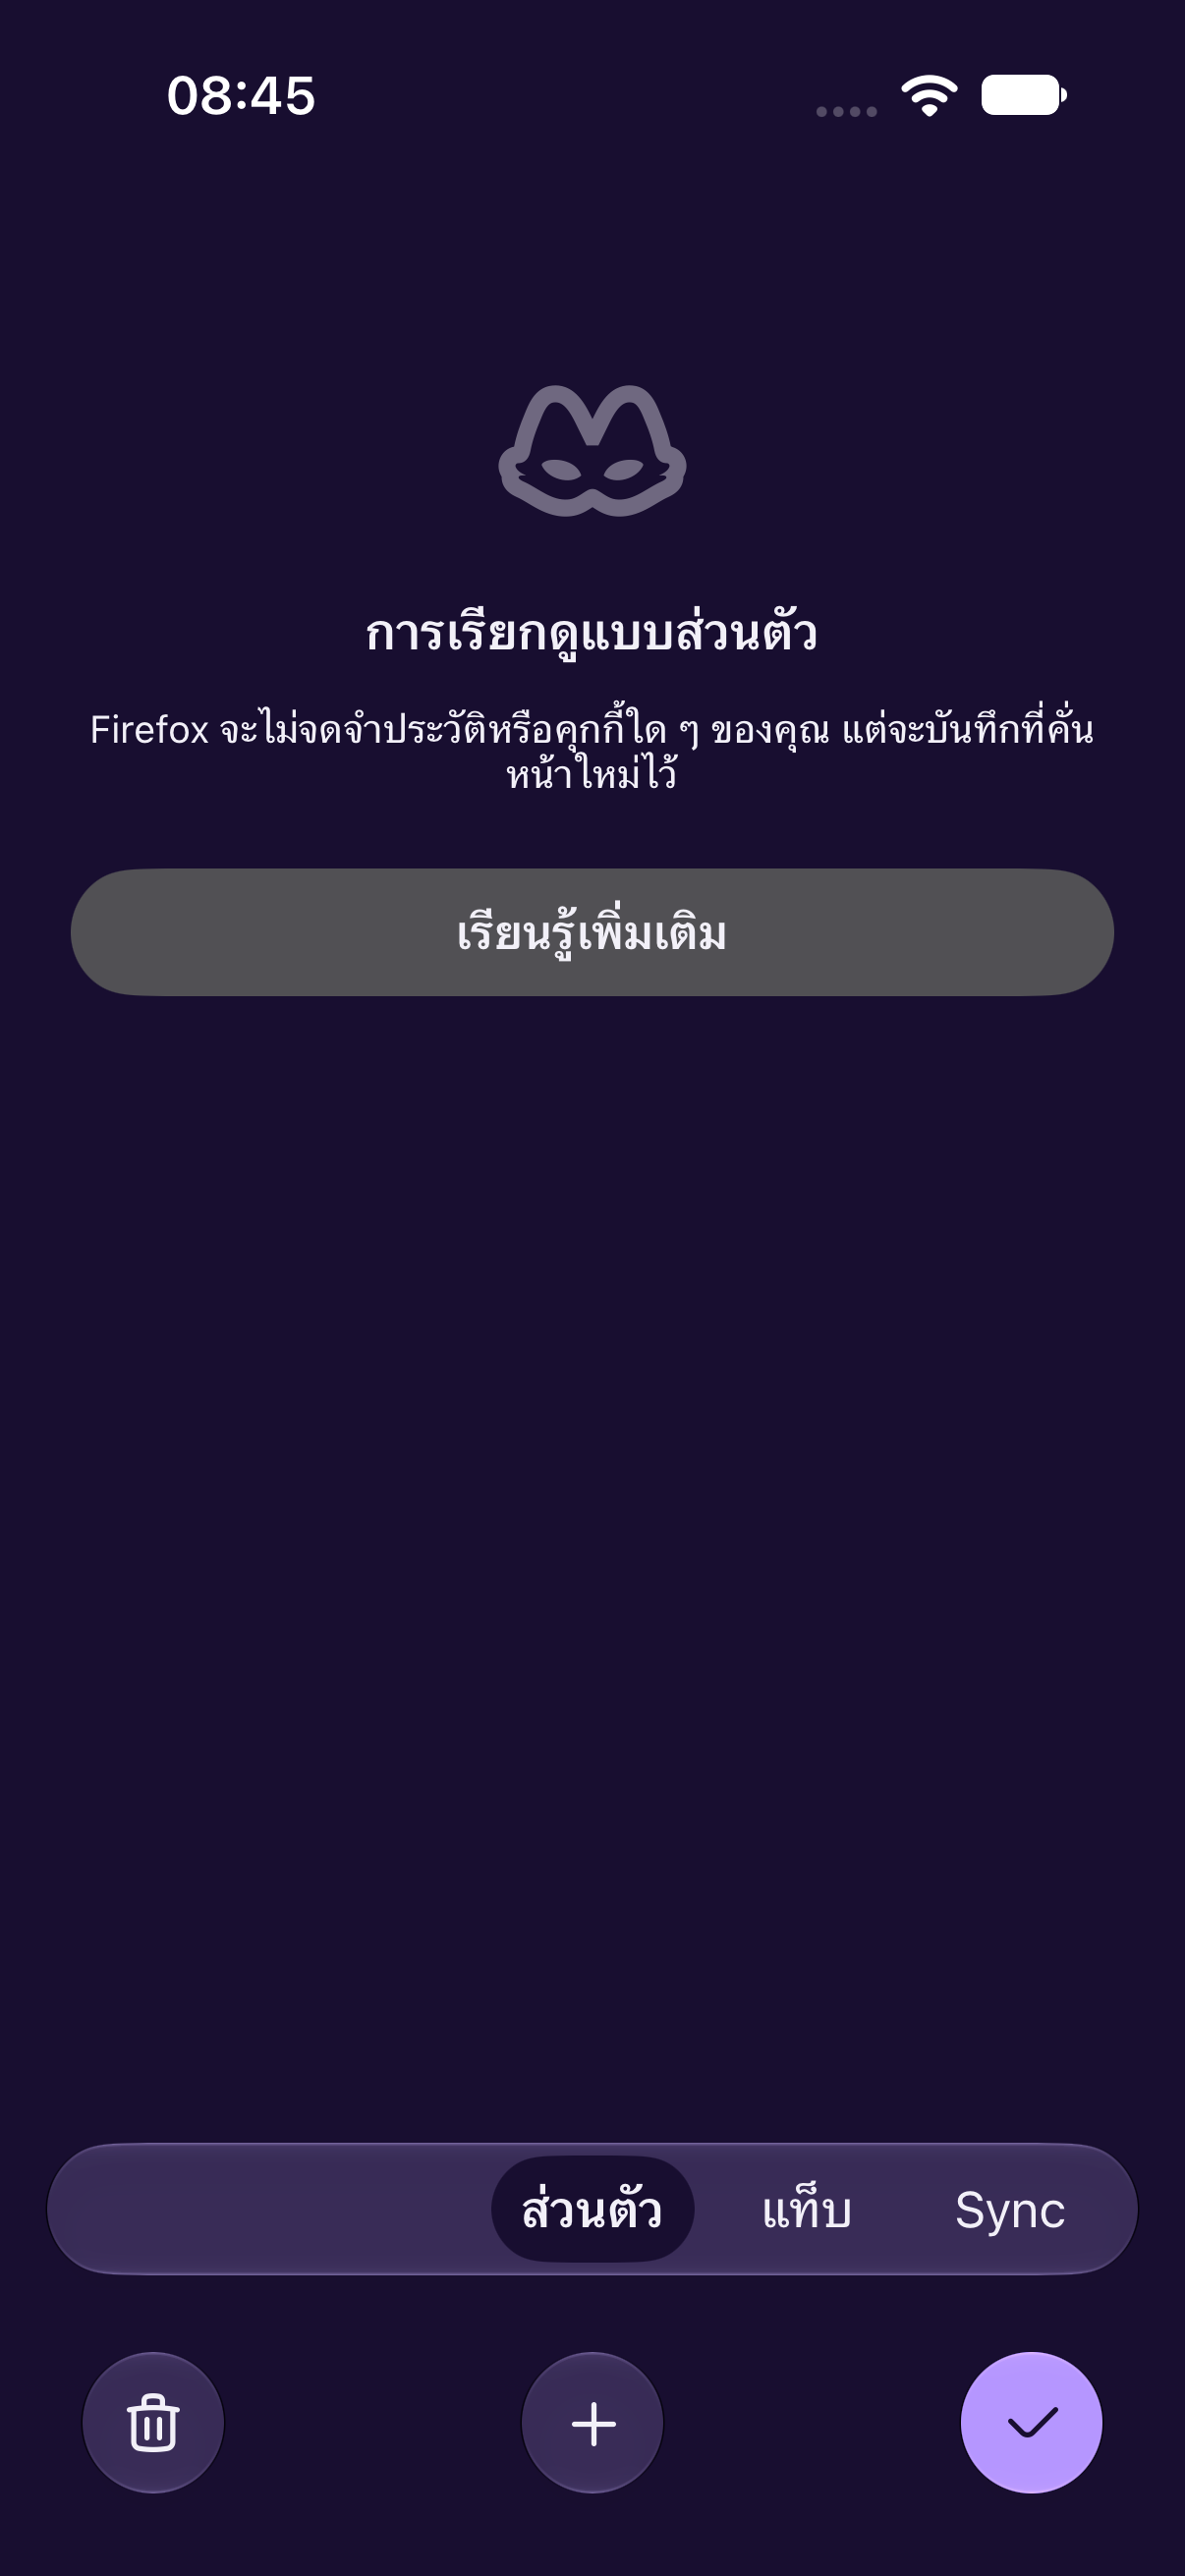 08:45
การเรียกดูแบบส่วนตัว
Firefox จะไม่จดจำประวัติหรือคุกกี้ใด ๆ ของคุณ แต่จะบันทึกที่คั่น
หน้าใหม่ไว้
เรียนรู้เพิ่มเติม
ส่วนตัว แท็บ Sync